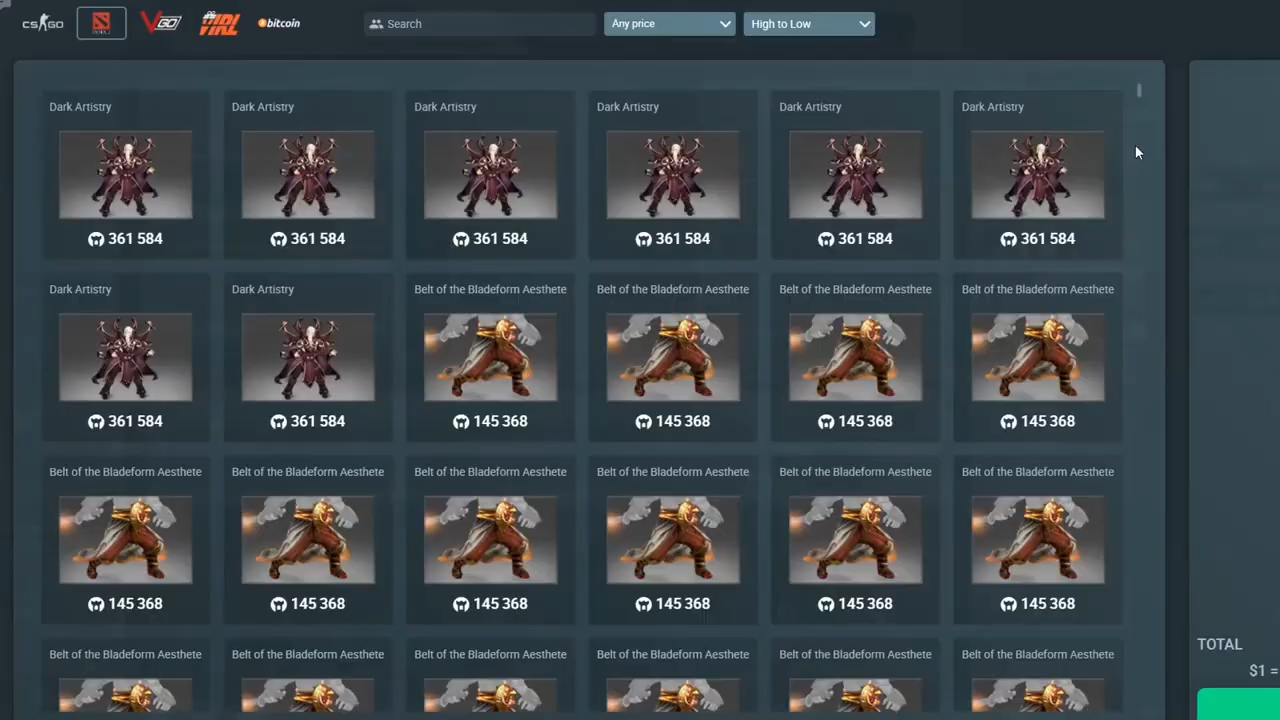 CS GO
VGO VIRL bitcoin
Search
Any price
High to Low
Dark Artistry Dark Artistry Dark Artistry Dark Artistry Dark Artistry Dark Artistry
361 584 361 584 361 584 361 584 361 584 361 584
Dark Artistry Dark Artistry Belt of the Bladeform Aesthete Belt of the Bladeform Aesthete Belt of the Bladeform Aesthete Belt of the Bladeform Aesthete
361 584 361 584 145 368 145 368 145 368 145 368
Belt of the Bladeform Aesthete Belt of the Bladeform Aesthete Belt of the Bladeform Aesthete Belt of the Bladeform Aesthete Belt of the Bladeform Aesthete Belt of the Bladeform Aesthete
145 368 145 368 145 368 145 368 145 368 145 368
Belt of the Bladeform Aesthete Belt of the Bladeform Aesthete Belt of the Bladeform Aesthete Belt of the Bladeform Aesthete Belt of the Bladeform Aesthete Belt of the Bladeform Aesthete
TOTAL
$1 =